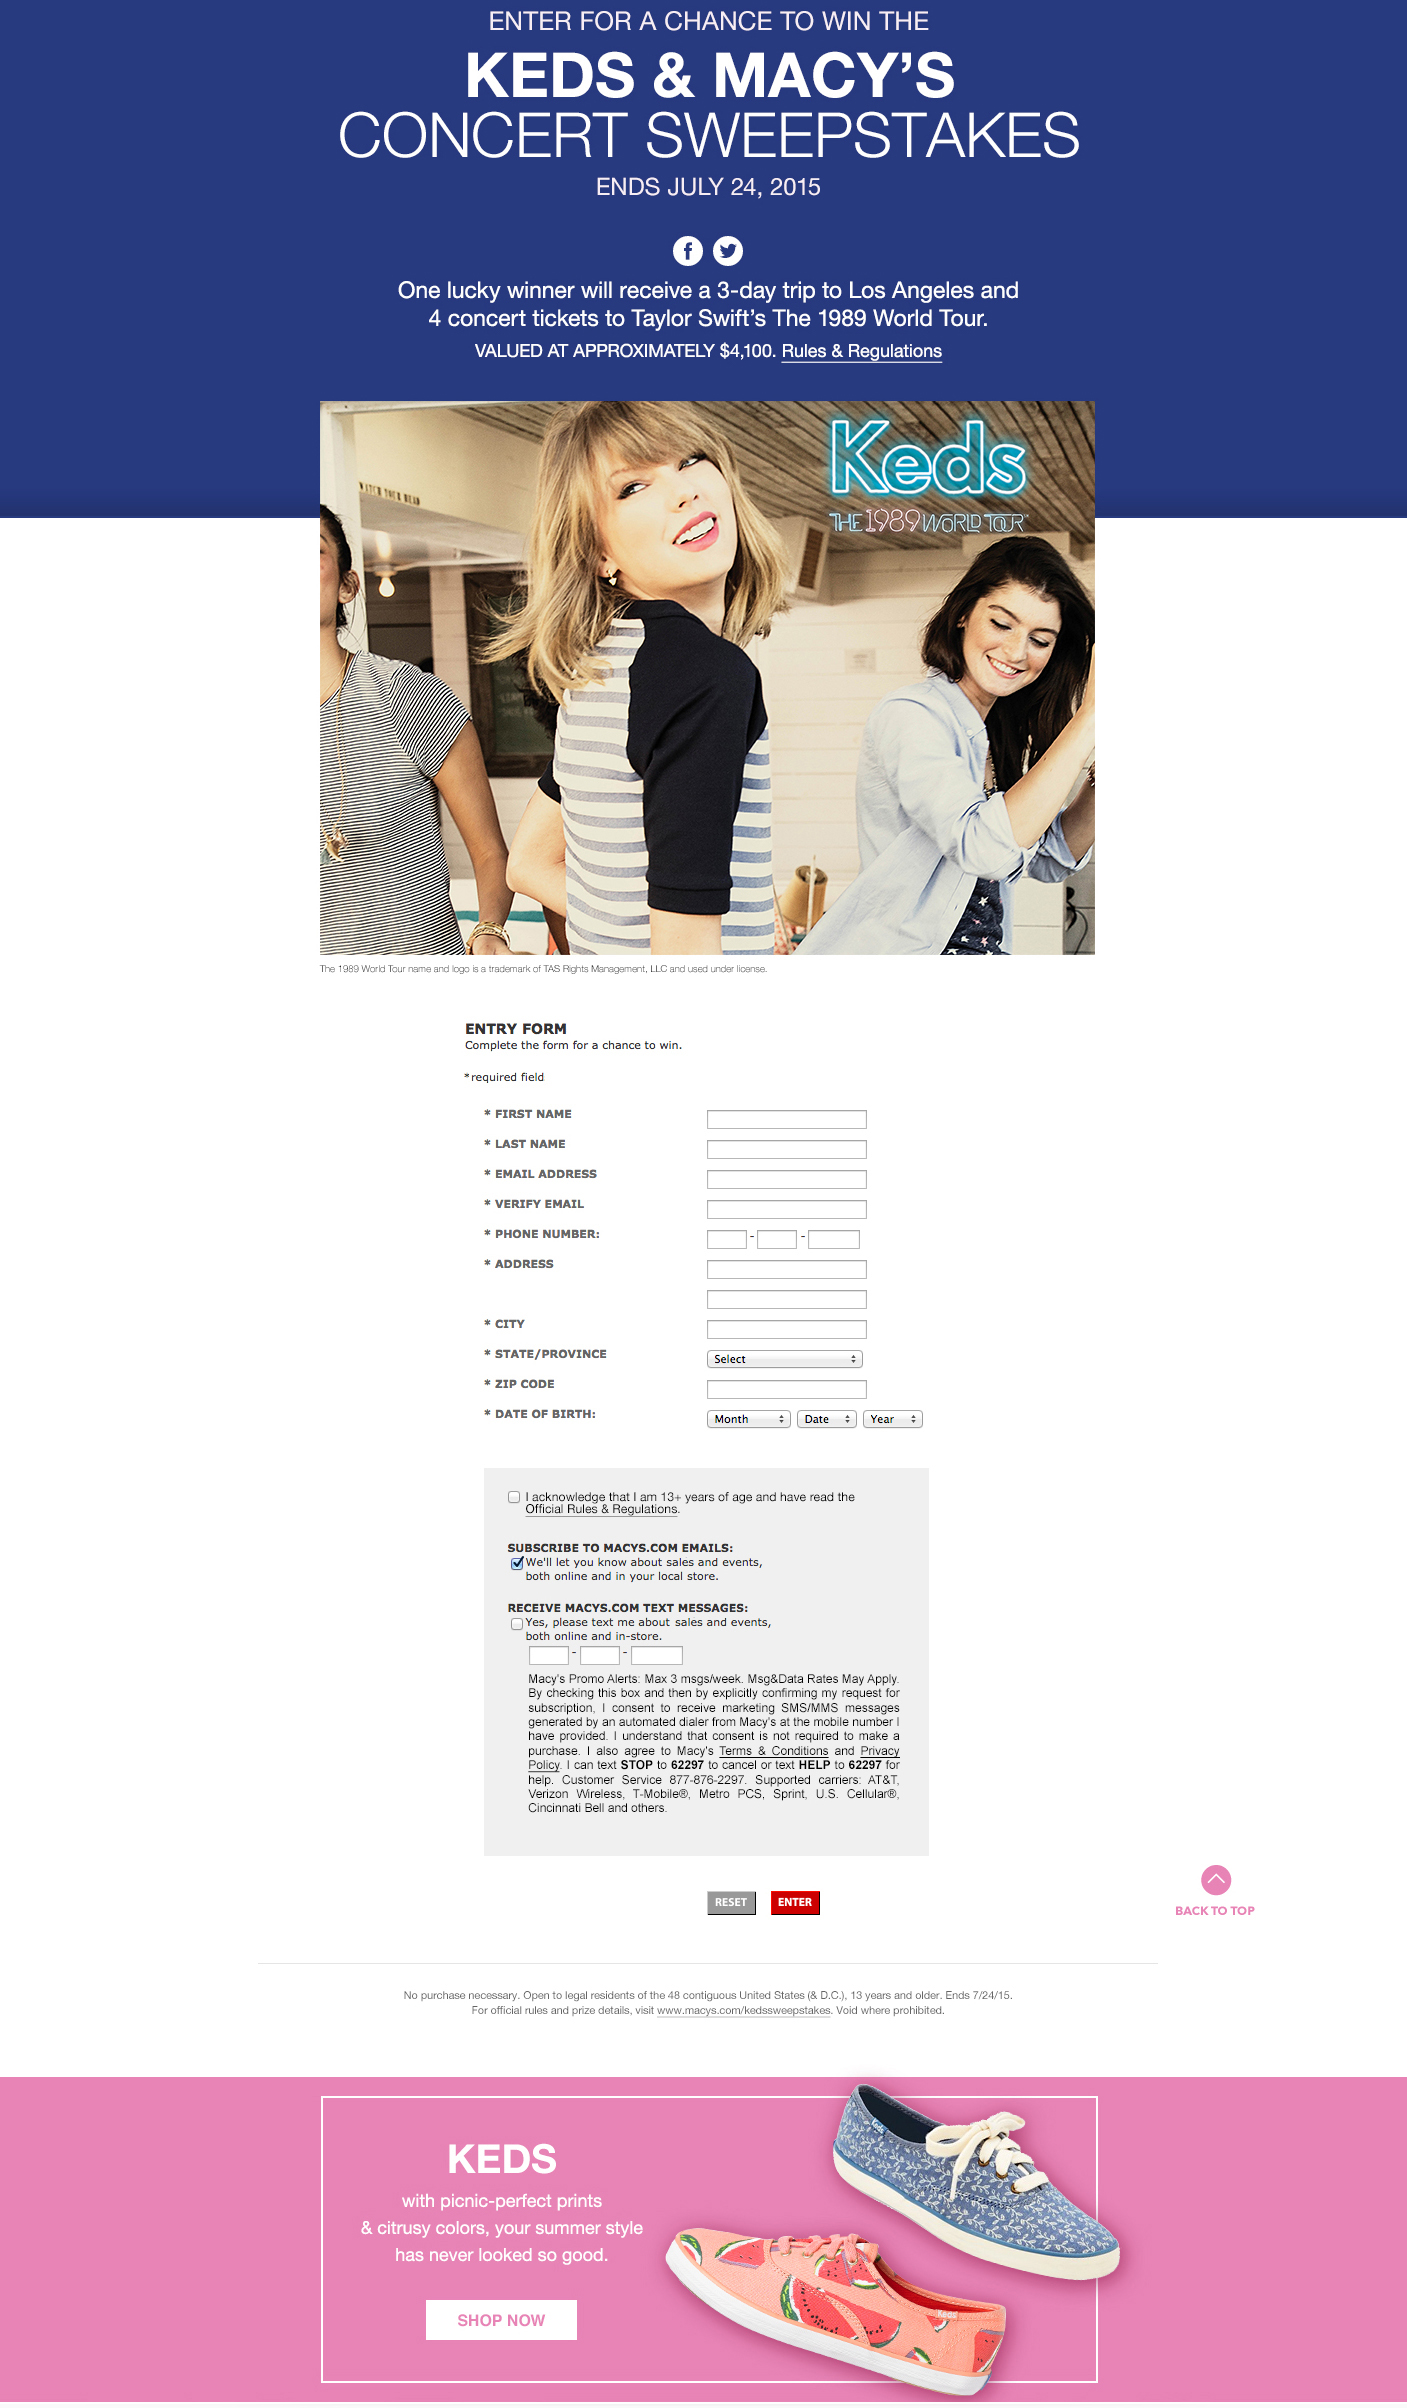 ENTER FOR A CHANCE TO WIN THE
KEDS & MACY'S
CONCERT SWEEPSTAKES
ENDS JULY 24, 2015
One lucky winner will receive a 3-day trip to Los Angeles and
4 concert tickets to Taylor Swift's The 1989 World Tour.
VALUED AT APPROXIMATELY $4,100. Rules & Regulations
Keds
THE 1989 WORLD TOUR
WATCH YOUR HEAD
The 1989 World Tour name and logo is a trademark of TAS Rights Management, LLC and used under license.
ENTRY FORM
Complete the form for a chance to win.
*required field
* FIRST NAME
* LAST NAME
* EMAIL ADDRESS
* VERIFY EMAIL
* PHONE NUMBER:
- -
* ADDRESS
* CITY
* STATE/PROVINCE Select
* ZIP CODE
* DATE OF BIRTH: Month Date Year
I acknowledge that I am 13+ years of age and have read the
Official Rules & Regulations.
SUBSCRIBE TO MACYS.COM EMAILS:
We'll let you know about sales and events,
both online and in your local store.
RECEIVE MACYS.COM TEXT MESSAGES:
Yes, please text me about sales and events,
both online and in-store.
- -
Macy's Promo Alerts: Max 3 msgs/week. Msg&Data Rates May Apply.
By checking this box and then by explicitly confirming my request for
subscription, I consent to receive marketing SMS/MMS messages
generated by an automated dialer from Macy's at the mobile number I
have provided. I understand that consent is not required to make a
purchase. I also agree to Macy's Terms & Conditions and Privacy
Policy. I can text STOP to 62297 to cancel or text HELP to 62297 for
help. Customer Service 877-876-2297. Supported carriers: AT&T,
Verizon Wireless, T-Mobile®, Metro PCS, Sprint, U.S. Cellular®,
Cincinnati Bell and others.
RESET ENTER
BACK TO TOP
No purchase necessary. Open to legal residents of the 48 contiguous United States (& D.C.), 13 years and older. Ends 7/24/15.
For official rules and prize details, visit www.macys.com/kedssweepstakes. Void where prohibited.
KEDS
with picnic-perfect prints
& citrusy colors, your summer style
has never looked so good.
SHOP NOW
Keds